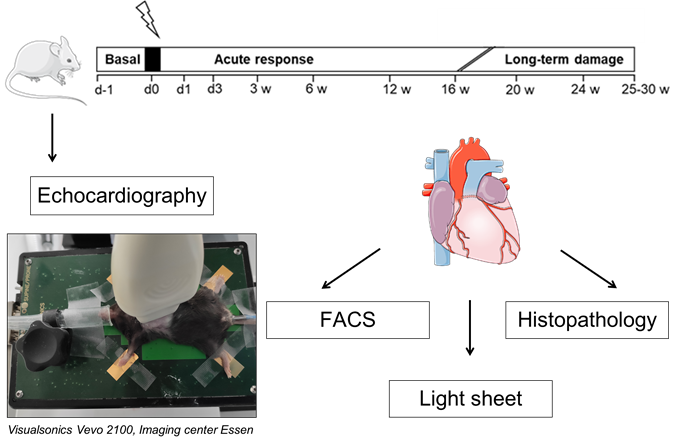 Basal
Acute response
Long-term damage
d-1
d0
d1
d3
3 w
6 w
12 w
16 w
20 w
24 w
25-30 w
Echocardiography
FACS
Histopathology
Light sheet
Visualsonics Vevo 2100, Imaging center Essen